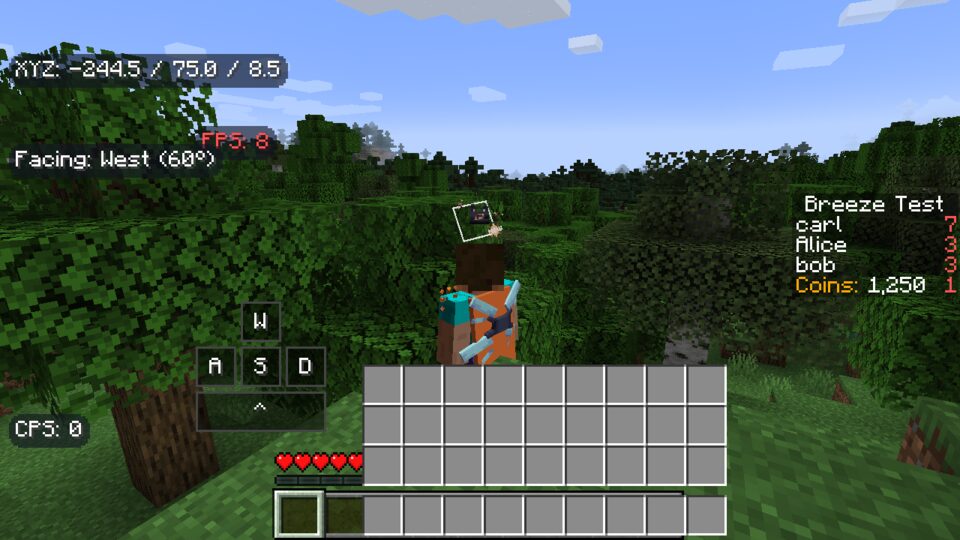 XYZ: -244.5 / 75.0 / 8.5
FPS: 8
Facing: West (60°)
Breeze Test
carl 7
Alice 3
bob 3
Coins: 1,250 1
W
A S D
^
CPS: 0